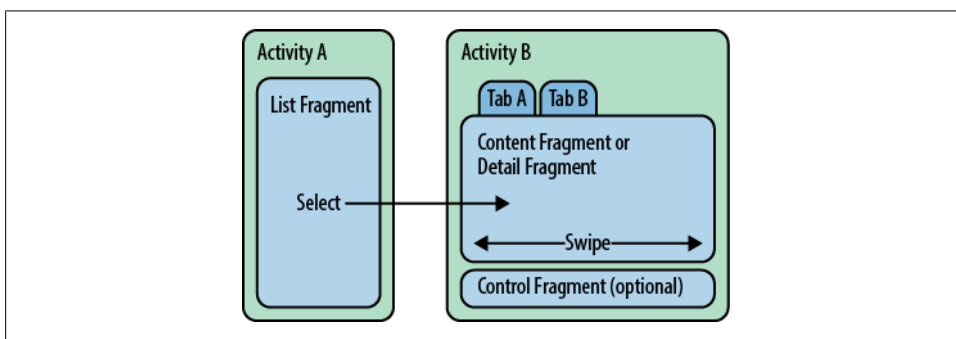 Activity A
List Fragment
Select
Activity B
Tab A Tab B
Content Fragment or
Detail Fragment
Swipe
Control Fragment (optional)